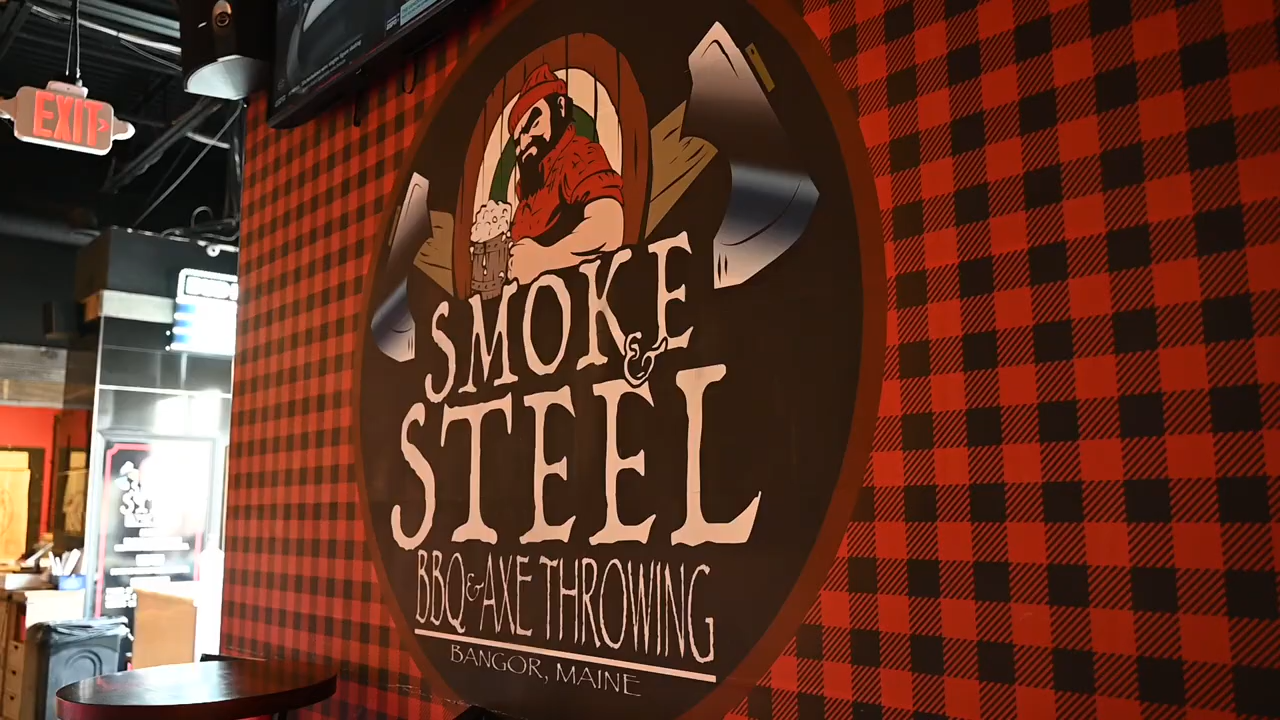 EXIT
SMOKE
&
STEEL
BBQ & AXE THROWING
BANGOR, MAINE